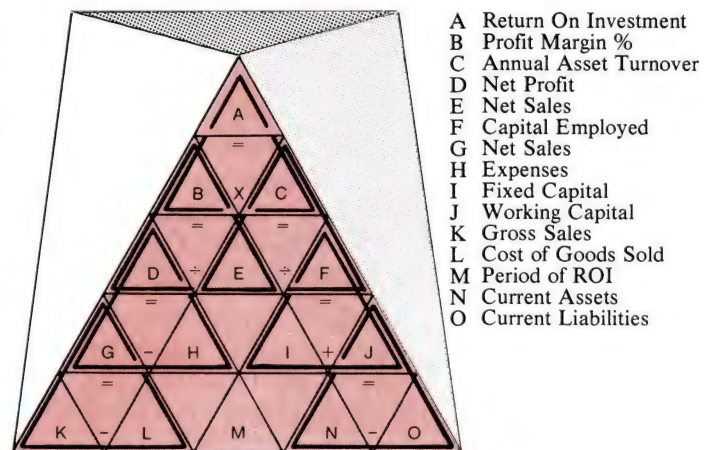 A
=
B X C
= =
D ÷ E ÷ F
= =
G - H I + J
= =
K - L M N - O
A Return On Investment
B Profit Margin %
C Annual Asset Turnover
D Net Profit
E Net Sales
F Capital Employed
G Net Sales
H Expenses
I Fixed Capital
J Working Capital
K Gross Sales
L Cost of Goods Sold
M Period of ROI
N Current Assets
O Current Liabilities